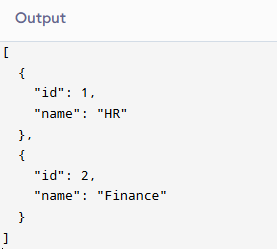 Output
[
  {
    "id": 1,
    "name": "HR"
  },
  {
    "id": 2,
    "name": "Finance"
  }
]